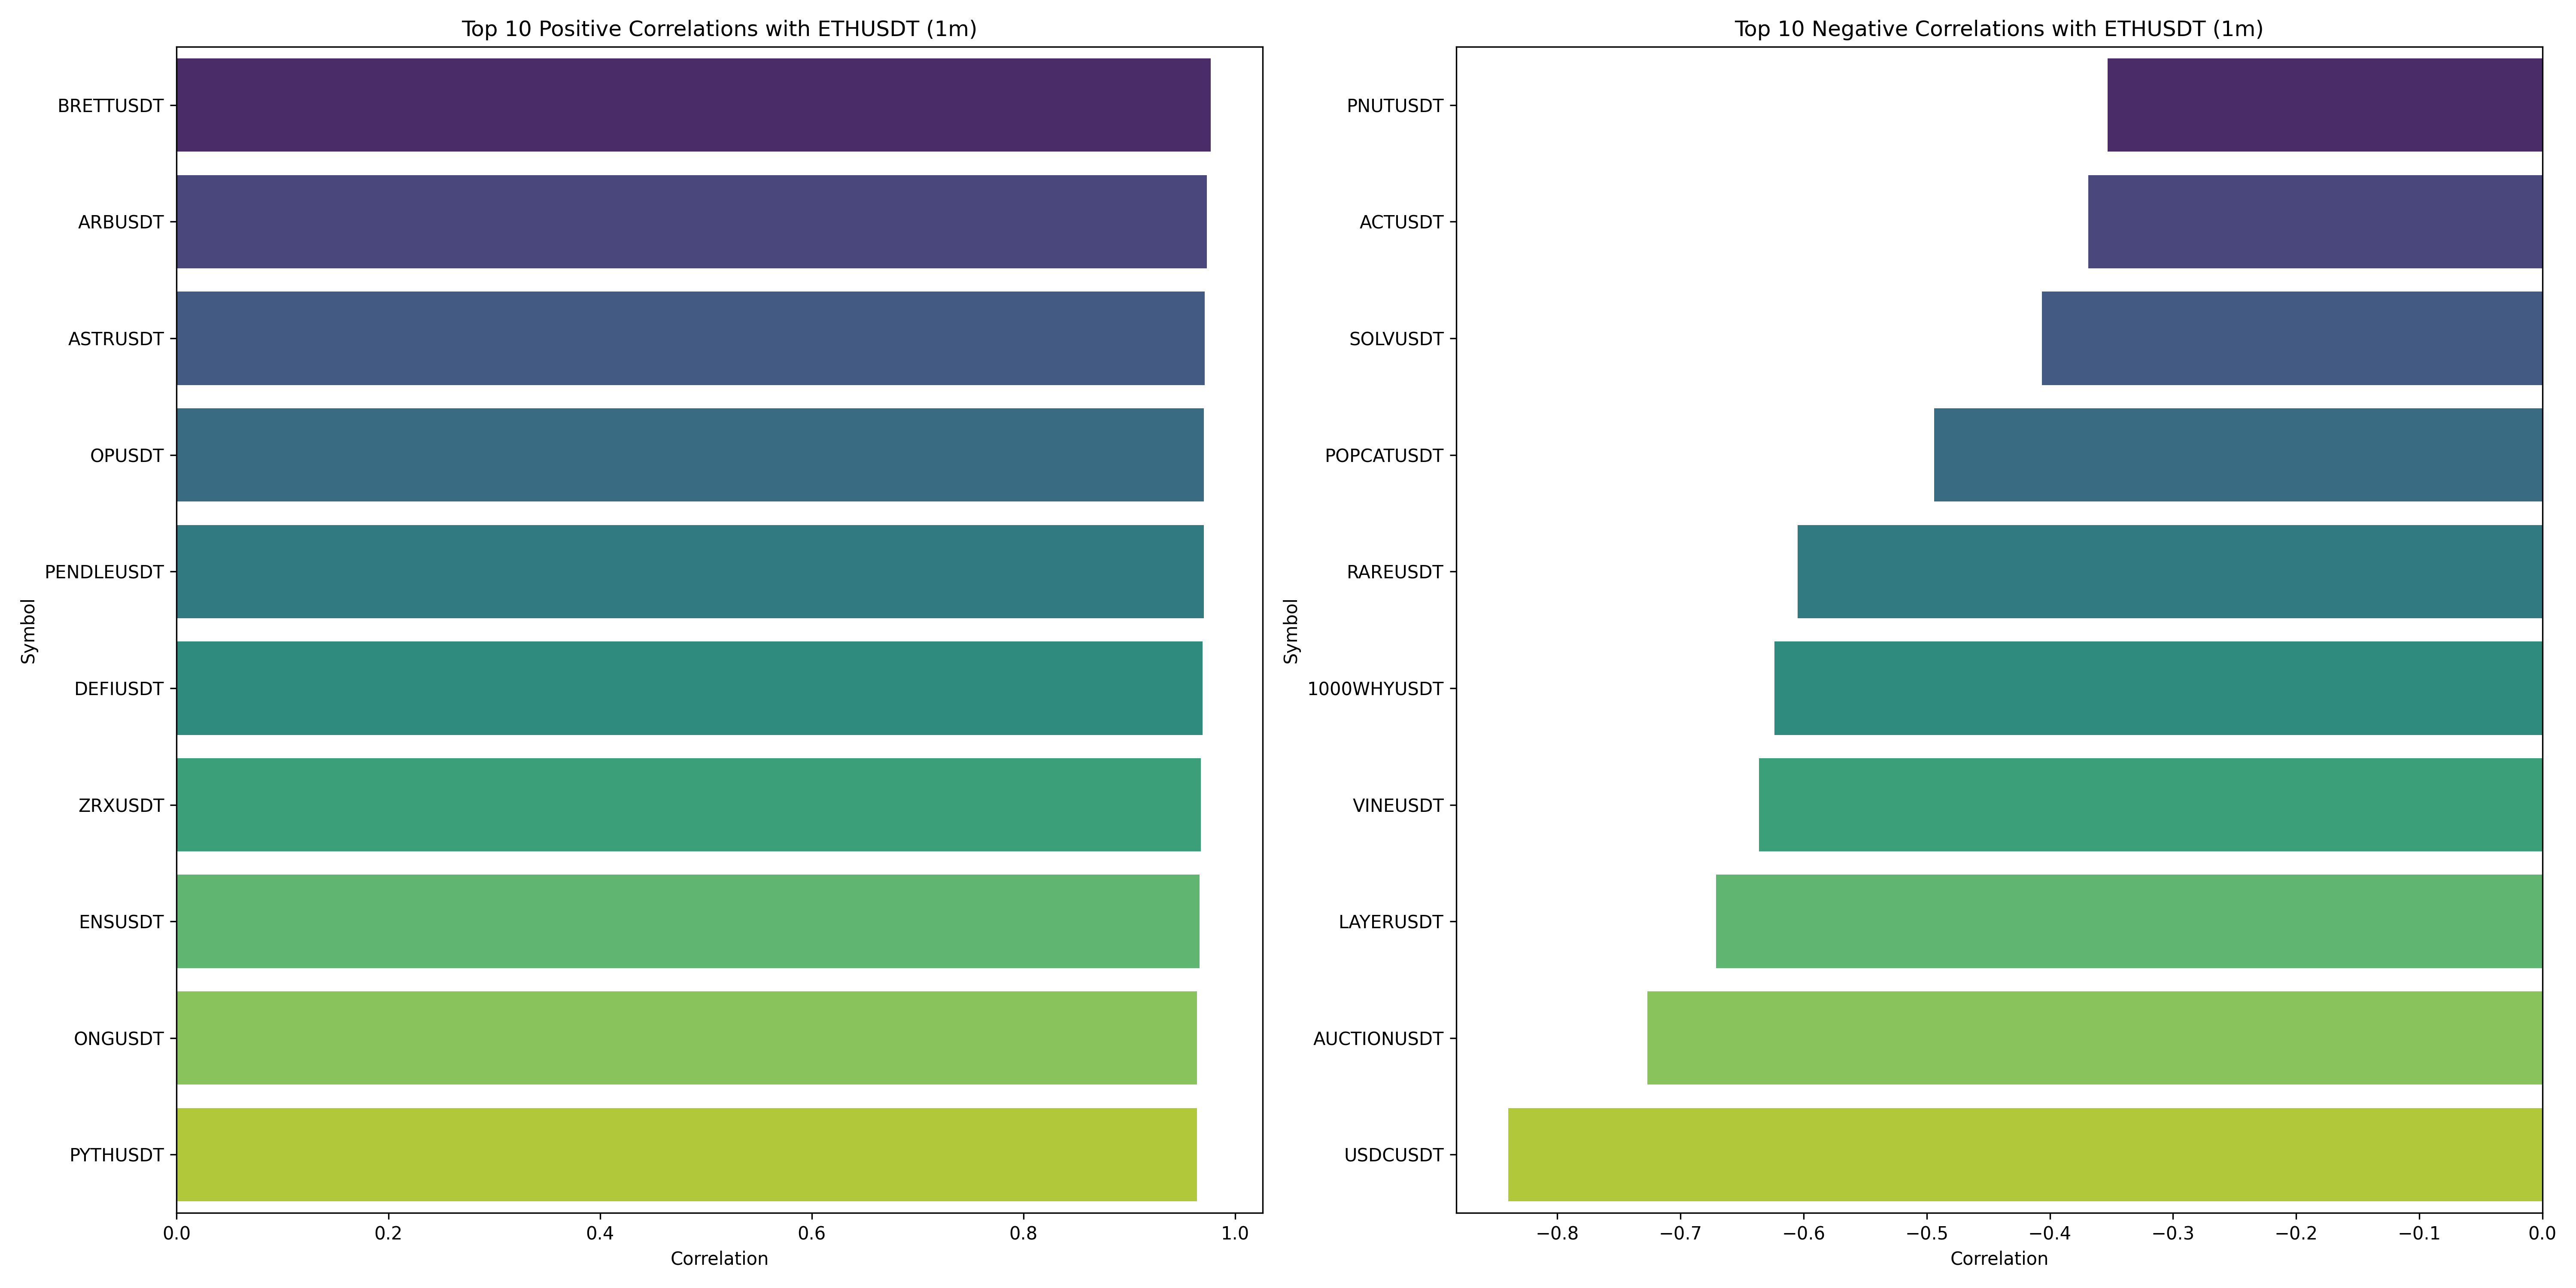 Top 10 Positive Correlations with ETHUSDT (1m)
Symbol
BRETTUSDT
ARBUSDT
ASTRUSDT
OPUSDT
PENDLEUSDT
DEFIUSDT
ZRXUSDT
ENSUSDT
ONGUSDT
PYTHUSDT
0.0 0.2 0.4 0.6 0.8 1.0
Correlation
Top 10 Negative Correlations with ETHUSDT (1m)
Symbol
PNUTUSDT
ACTUSDT
SOLVUSDT
POPCATUSDT
RAREUSDT
1000WHYUSDT
VINEUSDT
LAYERUSDT
AUCTIONUSDT
USDCUSDT
−0.8 −0.7 −0.6 −0.5 −0.4 −0.3 −0.2 −0.1 0.0
Correlation